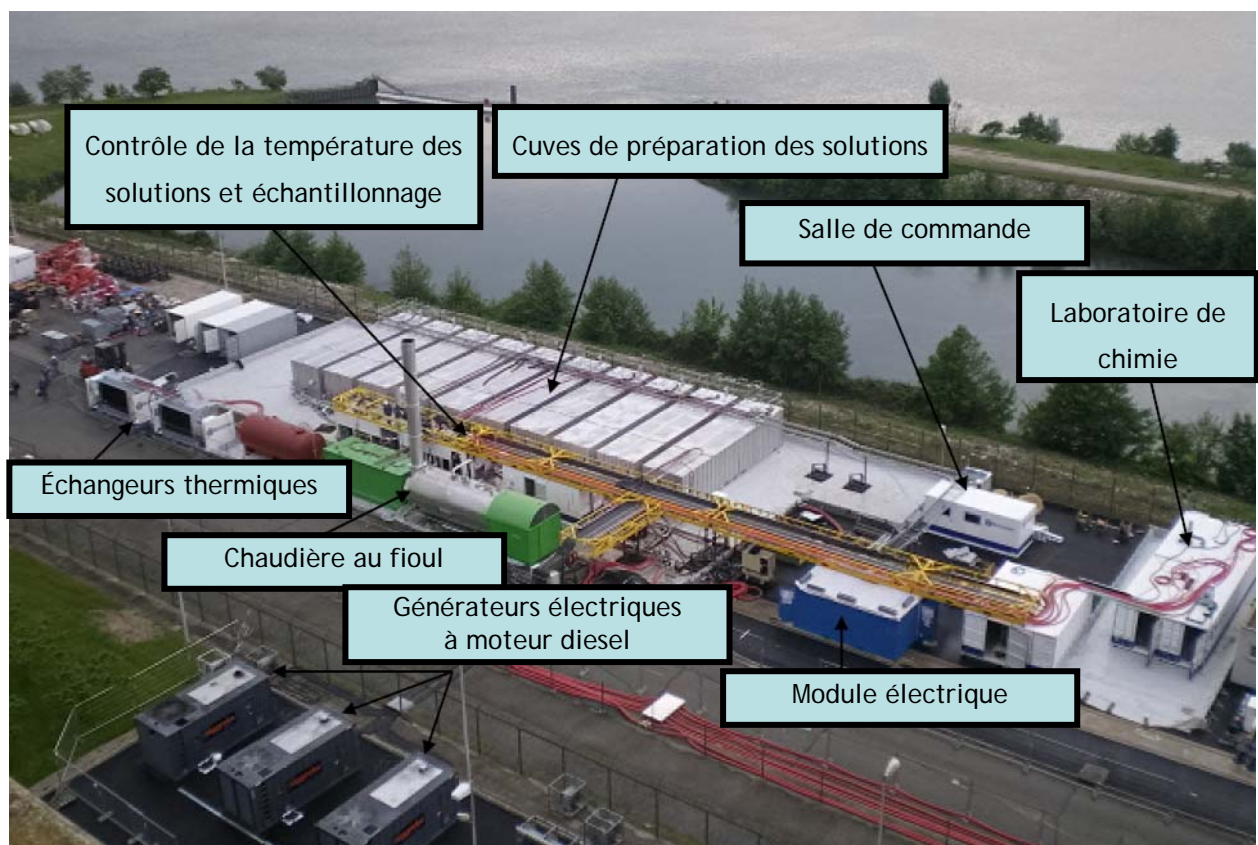 Contrôle de la température des
solutions et échantillonnage
Cuves de préparation des solutions
Salle de commande
Laboratoire de
chimie
Échangeurs thermiques
Chaudière au fioul
Générateurs électriques
à moteur diesel
Module électrique